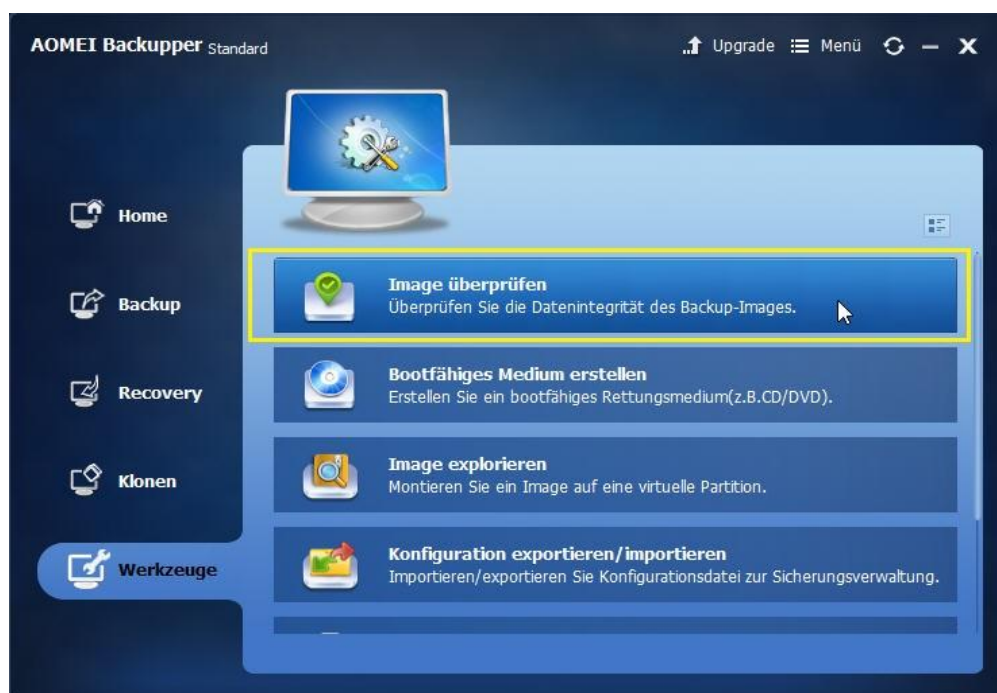 AOMEI Backupper Standard
Upgrade Menü
Home
Backup
Recovery
Klonen
Werkzeuge
Image überprüfen
Überprüfen Sie die Datenintegrität des Backup-Images.
Bootfähiges Medium erstellen
Erstellen Sie ein bootfähiges Rettungsmedium(z.B.CD/DVD).
Image explorieren
Montieren Sie ein Image auf eine virtuelle Partition.
Konfiguration exportieren/importieren
Importieren/exportieren Sie Konfigurationsdatei zur Sicherungsverwaltung.